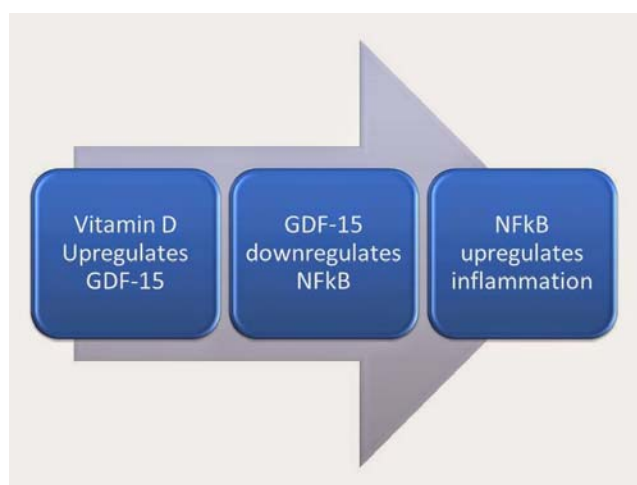 Vitamin D
Upregulates
GDF-15
GDF-15
downregulates
NFkB
NFkB
upregulates
inflammation